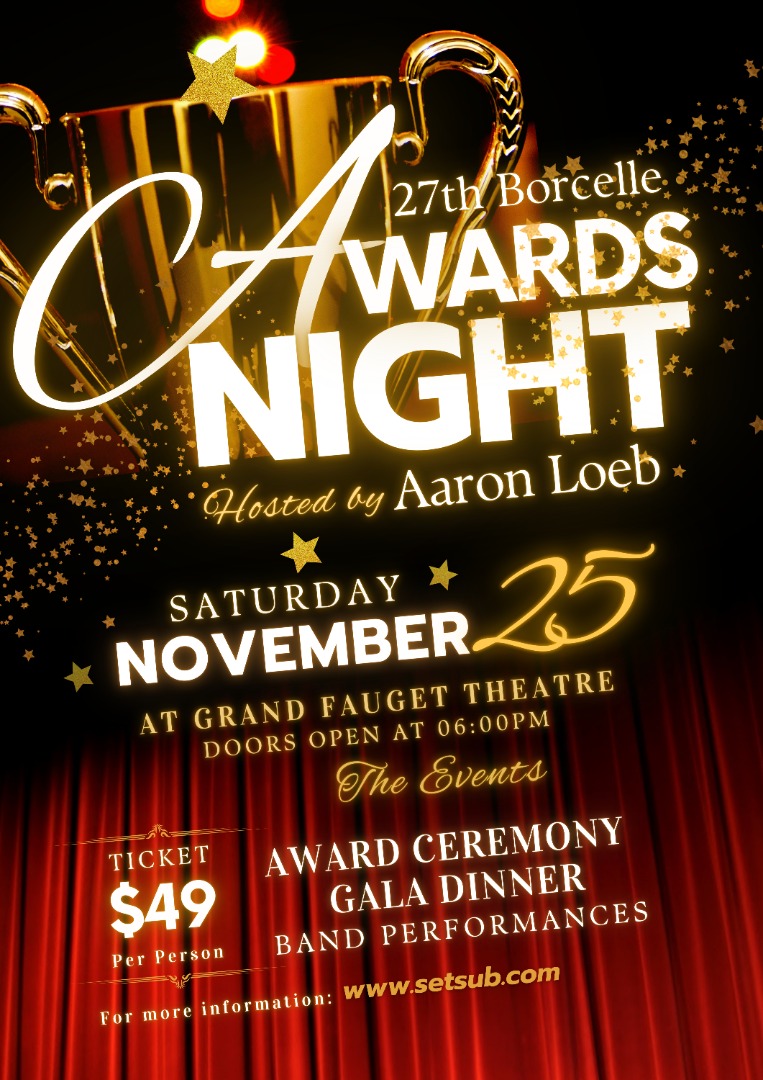 27th Borcelle
AWARDS
NIGHT
Hosted by Aaron Loeb
SATURDAY
NOVEMBER 25
AT GRAND FAUGET THEATRE
DOORS OPEN AT 06:00PM
The Events
TICKET
$49
Per Person
AWARD CEREMONY
GALA DINNER
BAND PERFORMANCES
For more information: www.setsub.com